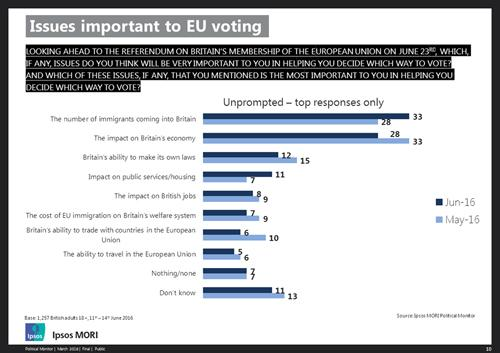 Issues important to EU voting
LOOKING AHEAD TO THE REFERENDUM ON BRITAIN'S MEMBERSHIP OF THE EUROPEAN UNION ON JUNE 23RD, WHICH,
IF ANY, ISSUES DO YOU THINK WILL BE VERY IMPORTANT TO YOU IN HELPING YOU DECIDE WHICH WAY TO VOTE?
AND WHICH OF THESE ISSUES, IF ANY, THAT YOU MENTIONED IS THE MOST IMPORTANT TO YOU IN HELPING YOU
DECIDE WHICH WAY TO VOTE?
Unprompted – top responses only
The number of immigrants coming into Britain
33
28
The impact on Britain's economy
28
33
Britain's ability to make its own laws
12
15
Impact on public services/housing
11
7
The impact on British jobs
8
9
The cost of EU immigration on Britain's welfare system
7
9
Britain's ability to trade with countries in the European
Union
6
10
The ability to travel in the European Union
5
6
Nothing/none
7
7
Don't know
11
13
Jun-16
May-16
Base: 1,257 British adults 18+, 11th – 14th June 2016
Source: Ipsos MORI Political Monitor
Ipsos
Ipsos MORI
Political Monitor | March 2016 | Final | Public
10